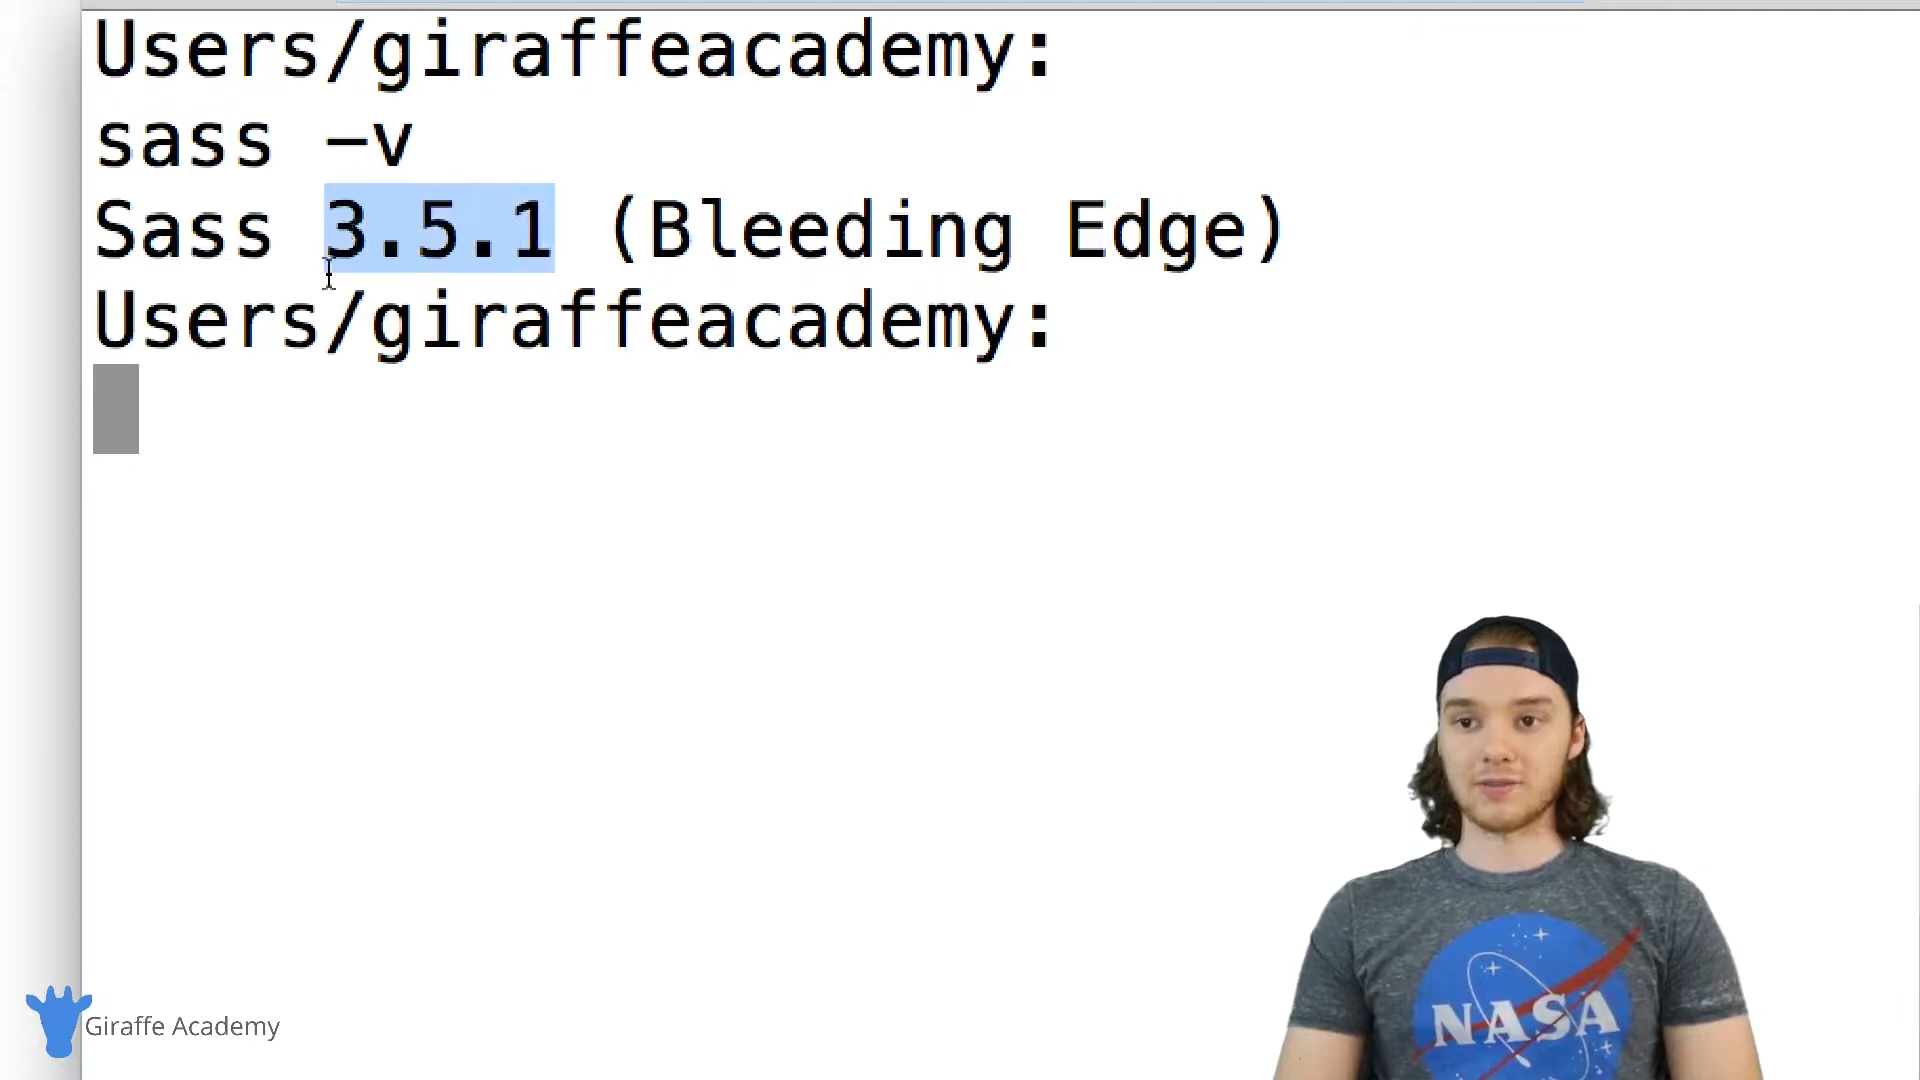 Users/giraffeacademy:
sass -v
Sass 3.5.1 (Bleeding Edge)
Users/giraffeacademy:
NASA
Giraffe Academy